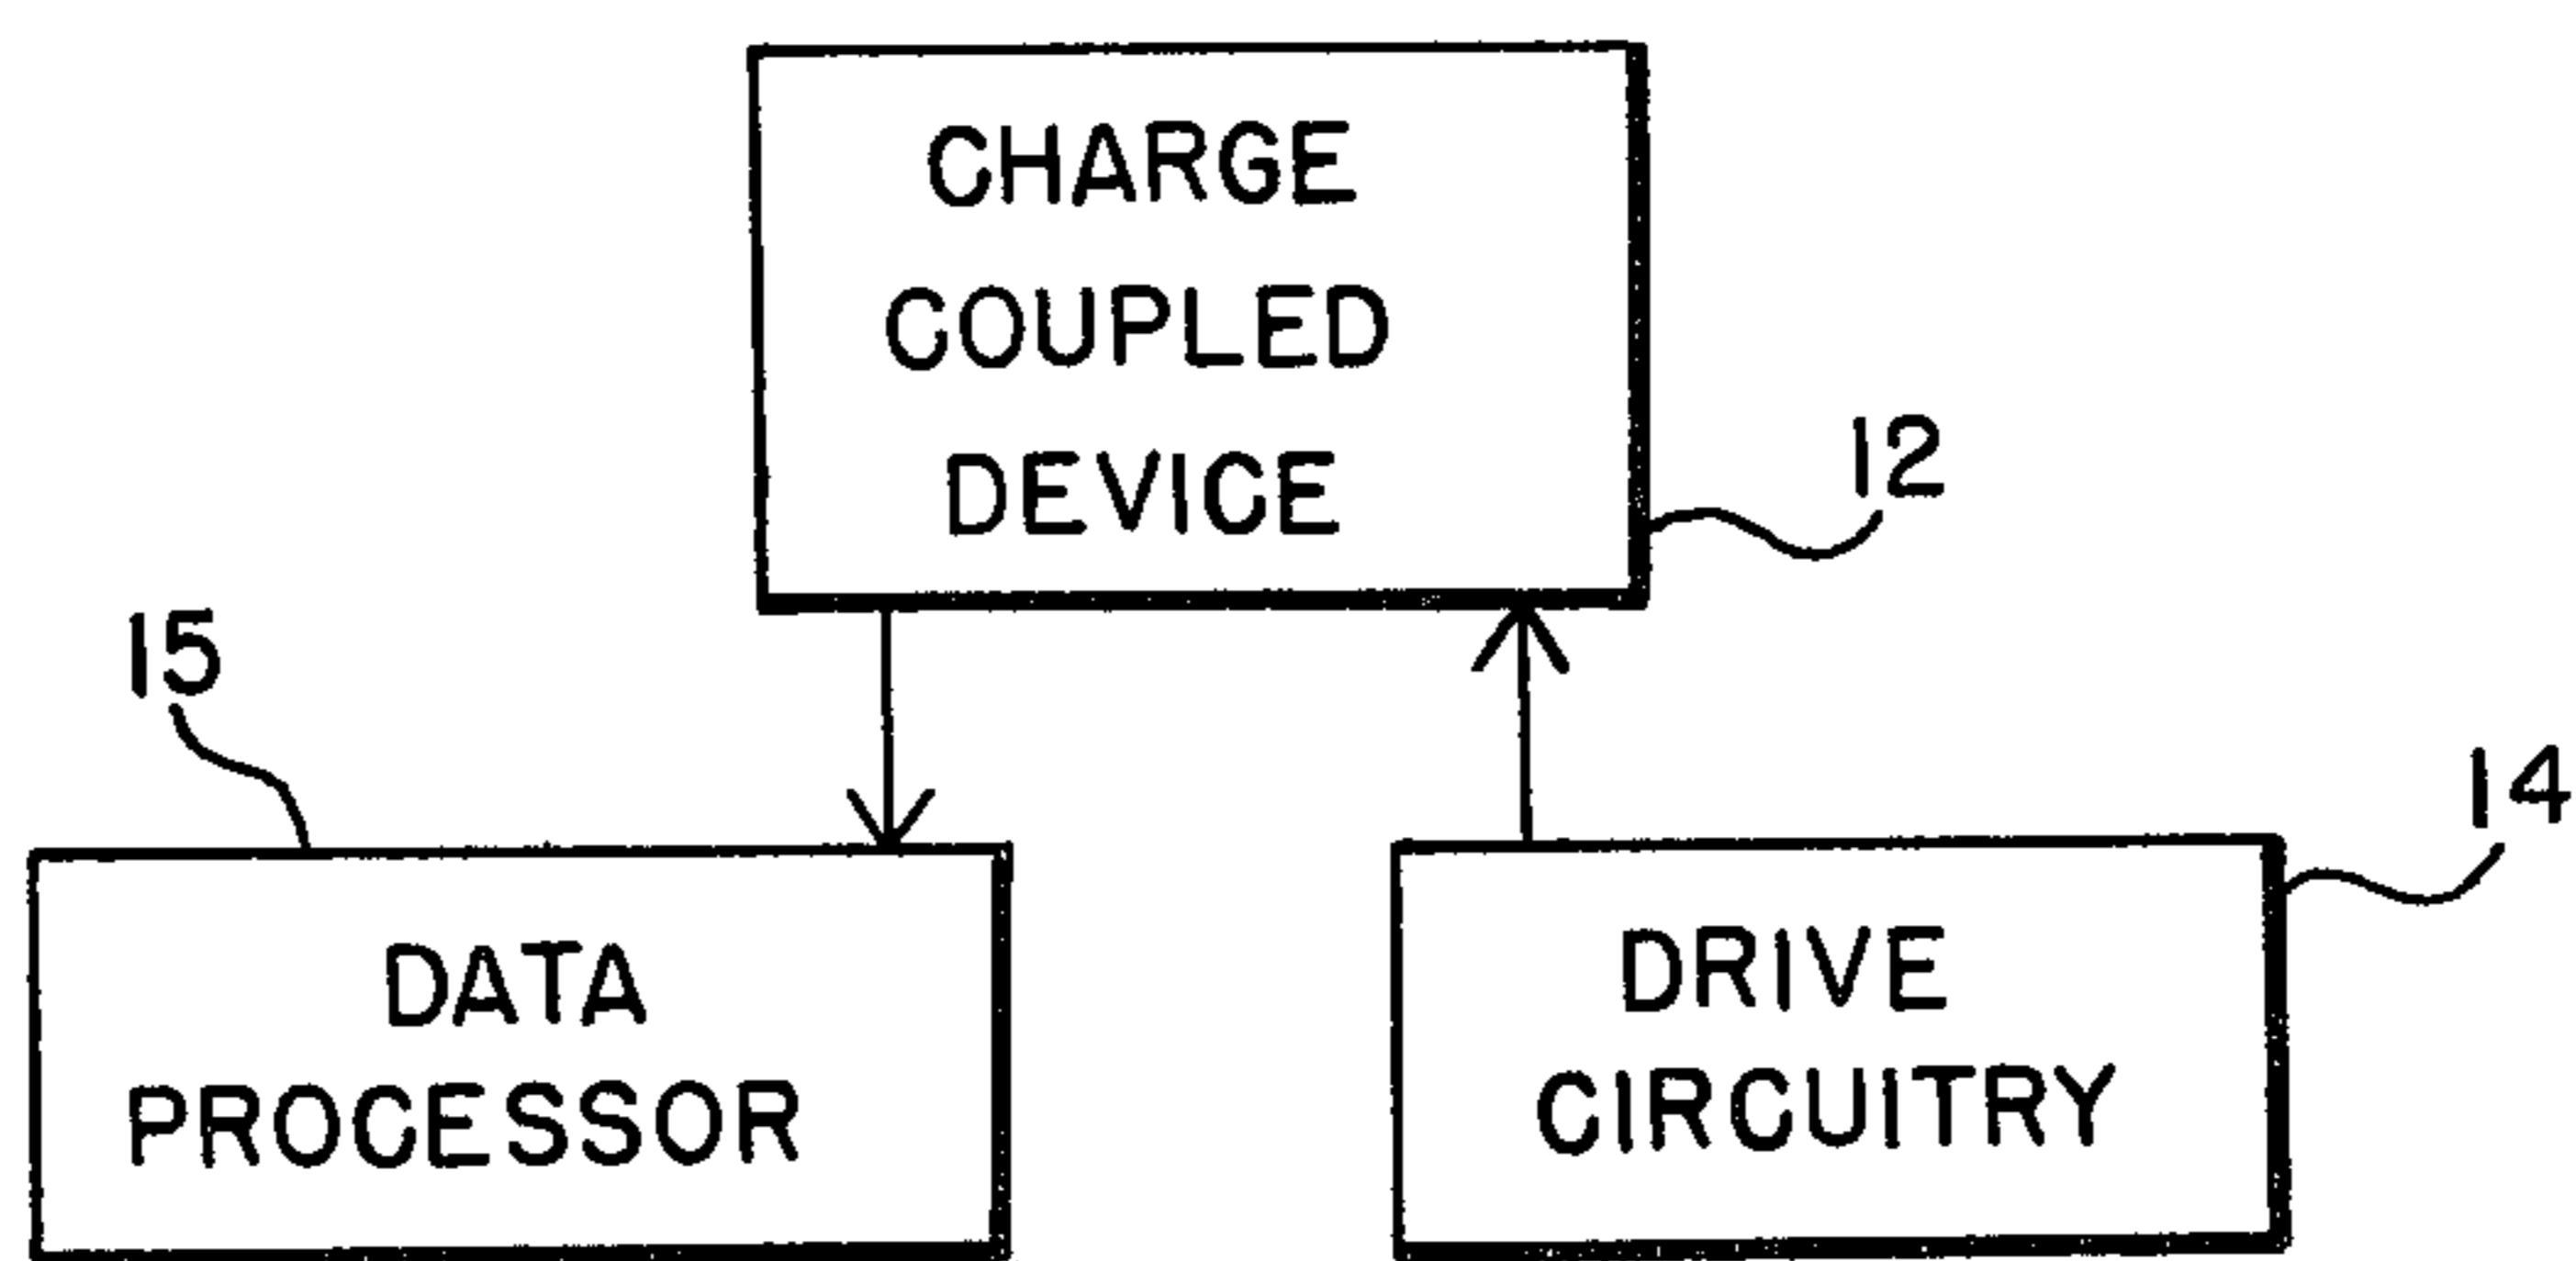 CHARGE
COUPLED
DEVICE
12
15
14
DATA
PROCESSOR
DRIVE
CIRCUITRY